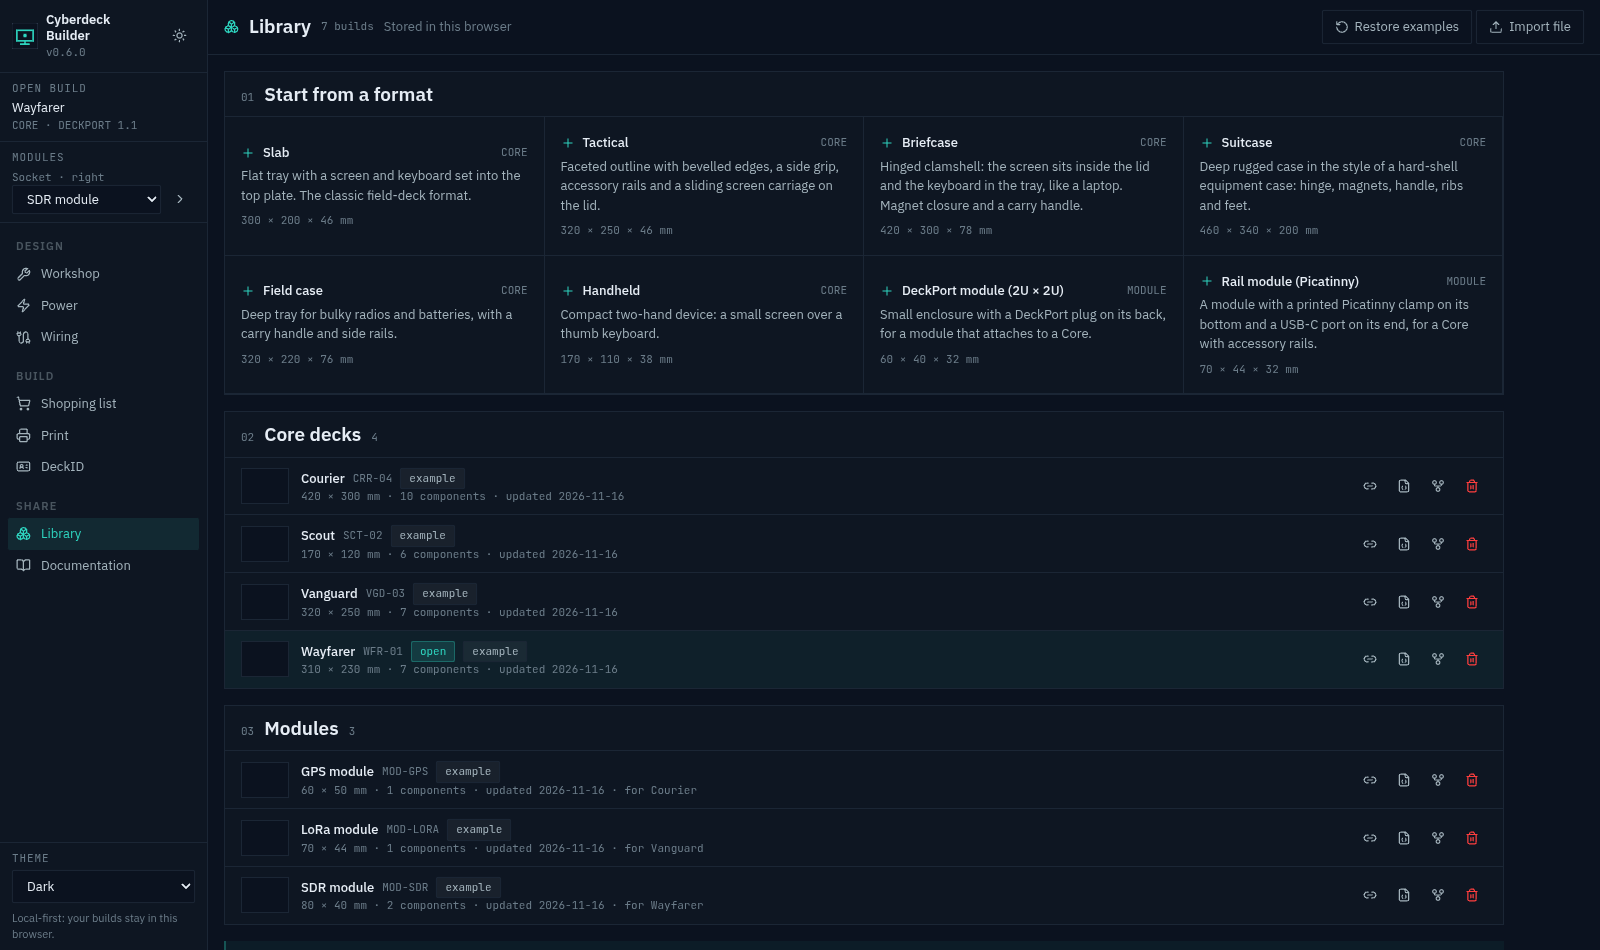 Cyberdeck
Builder
v0.6.0
OPEN BUILD
Wayfarer
CORE · DECKPORT 1.1
MODULES
Socket · right
SDR module
DESIGN
Workshop
Power
Wiring
BUILD
Shopping list
Print
DeckID
SHARE
Library
Documentation
THEME
Dark
Local-first: your builds stay in this
browser.
Library 7 builds Stored in this browser
Restore examples
Import file
01 Start from a format
Slab CORE
Flat tray with a screen and keyboard set into the
top plate. The classic field-deck format.
300 × 200 × 46 mm
Tactical CORE
Faceted outline with bevelled edges, a side grip,
accessory rails and a sliding screen carriage on
the lid.
320 × 250 × 46 mm
Briefcase CORE
Hinged clamshell: the screen sits inside the lid
and the keyboard in the tray, like a laptop.
Magnet closure and a carry handle.
420 × 300 × 78 mm
Suitcase CORE
Deep rugged case in the style of a hard-shell
equipment case: hinge, magnets, handle, ribs
and feet.
460 × 340 × 200 mm
Field case CORE
Deep tray for bulky radios and batteries, with a
carry handle and side rails.
320 × 220 × 76 mm
Handheld CORE
Compact two-hand device: a small screen over a
thumb keyboard.
170 × 110 × 38 mm
DeckPort module (2U × 2U) MODULE
Small enclosure with a DeckPort plug on its back,
for a module that attaches to a Core.
60 × 40 × 32 mm
Rail module (Picatinny) MODULE
A module with a printed Picatinny clamp on its
bottom and a USB-C port on its end, for a Core
with accessory rails.
70 × 44 × 32 mm
02 Core decks 4
Courier CRR-04 example
420 × 300 mm · 10 components · updated 2026-11-16
Scout SCT-02 example
170 × 120 mm · 6 components · updated 2026-11-16
Vanguard VGD-03 example
320 × 250 mm · 7 components · updated 2026-11-16
Wayfarer WFR-01 open example
310 × 230 mm · 7 components · updated 2026-11-16
03 Modules 3
GPS module MOD-GPS example
60 × 50 mm · 1 components · updated 2026-11-16 · for Courier
LoRa module MOD-LORA example
70 × 44 mm · 1 components · updated 2026-11-16 · for Vanguard
SDR module MOD-SDR example
80 × 40 mm · 2 components · updated 2026-11-16 · for Wayfarer